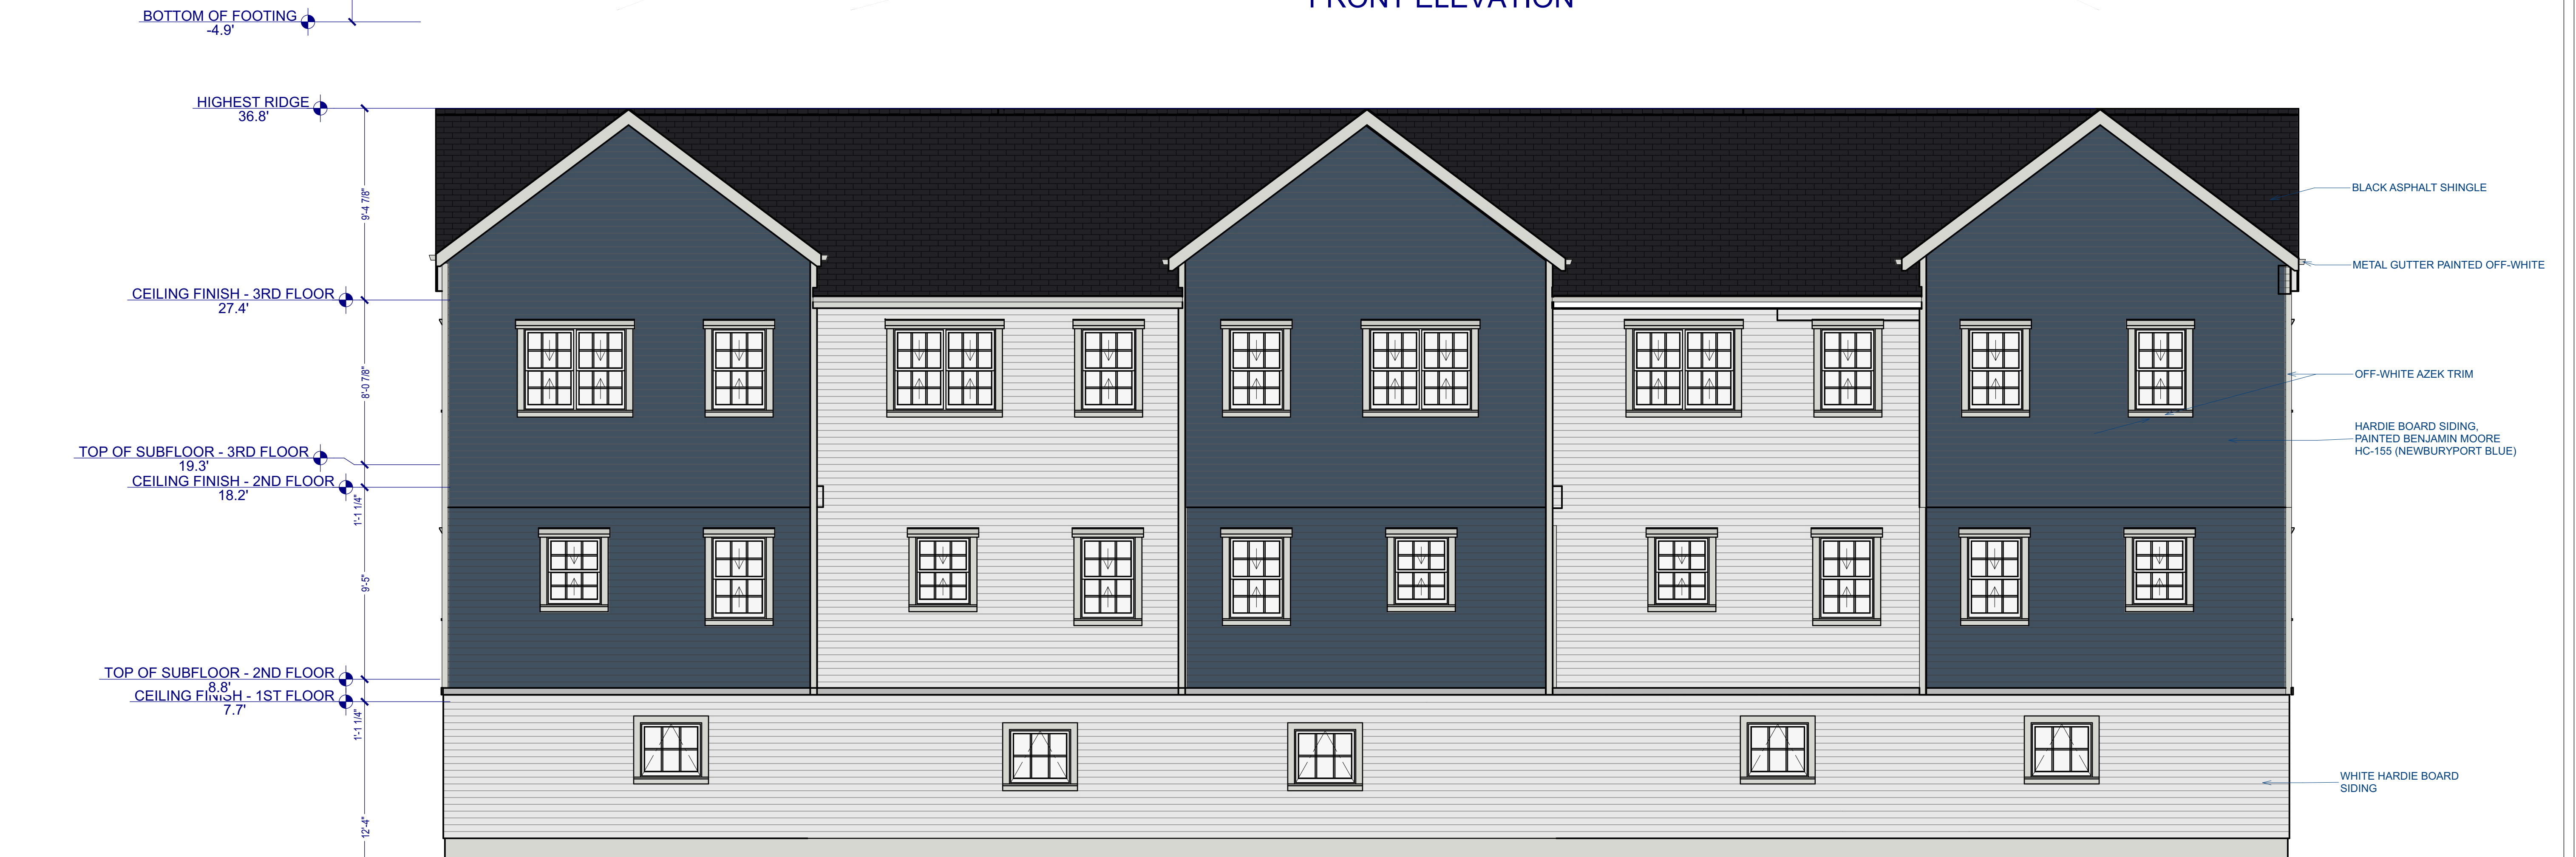 FRONT ELEVATION
BOTTOM OF FOOTING
-4.9'
HIGHEST RIDGE
36.8'
9'-4 7/8"
CEILING FINISH - 3RD FLOOR
27.4'
8'-0 7/8"
TOP OF SUBFLOOR - 3RD FLOOR
19.3'
CEILING FINISH - 2ND FLOOR
18.2'
1'-1 1/4"
9'-5"
TOP OF SUBFLOOR - 2ND FLOOR
8.8'
CEILING FINISH - 1ST FLOOR
7.7'
1'-1 1/4"
12'-4"
BLACK ASPHALT SHINGLE
METAL GUTTER PAINTED OFF-WHITE
OFF-WHITE AZEK TRIM
HARDIE BOARD SIDING,
PAINTED BENJAMIN MOORE
HC-155 (NEWBURYPORT BLUE)
WHITE HARDIE BOARD
SIDING